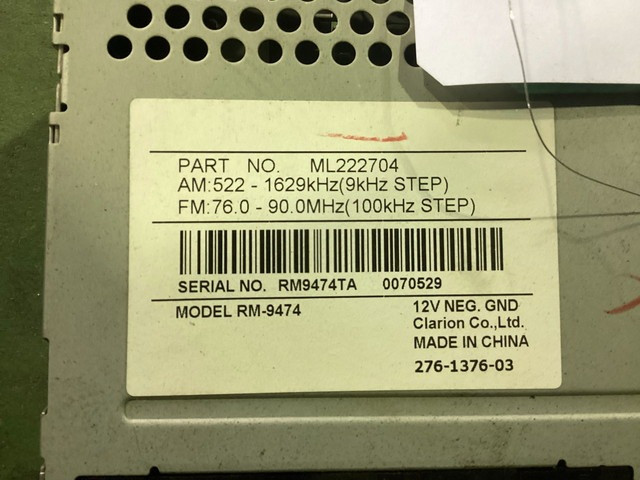 PART NO. ML222704
AM:522 - 1629kHz(9kHz STEP)
FM:76.0 - 90.0MHz(100kHz STEP)
SERIAL NO. RM9474TA 0070529
MODEL RM-9474
12V NEG. GND
Clarion Co.,Ltd.
MADE IN CHINA
276-1376-03